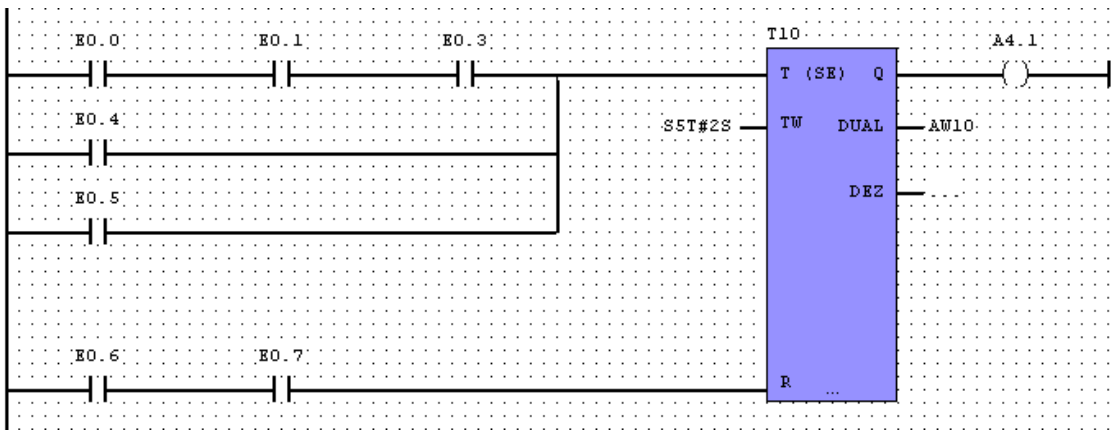 E0.0 E0.1 E0.3 T10 A4.1
T (SE) Q
E0.4 S5T#2S TW DUAL AW10
E0.5 DEZ ...
E0.6 E0.7
R ...